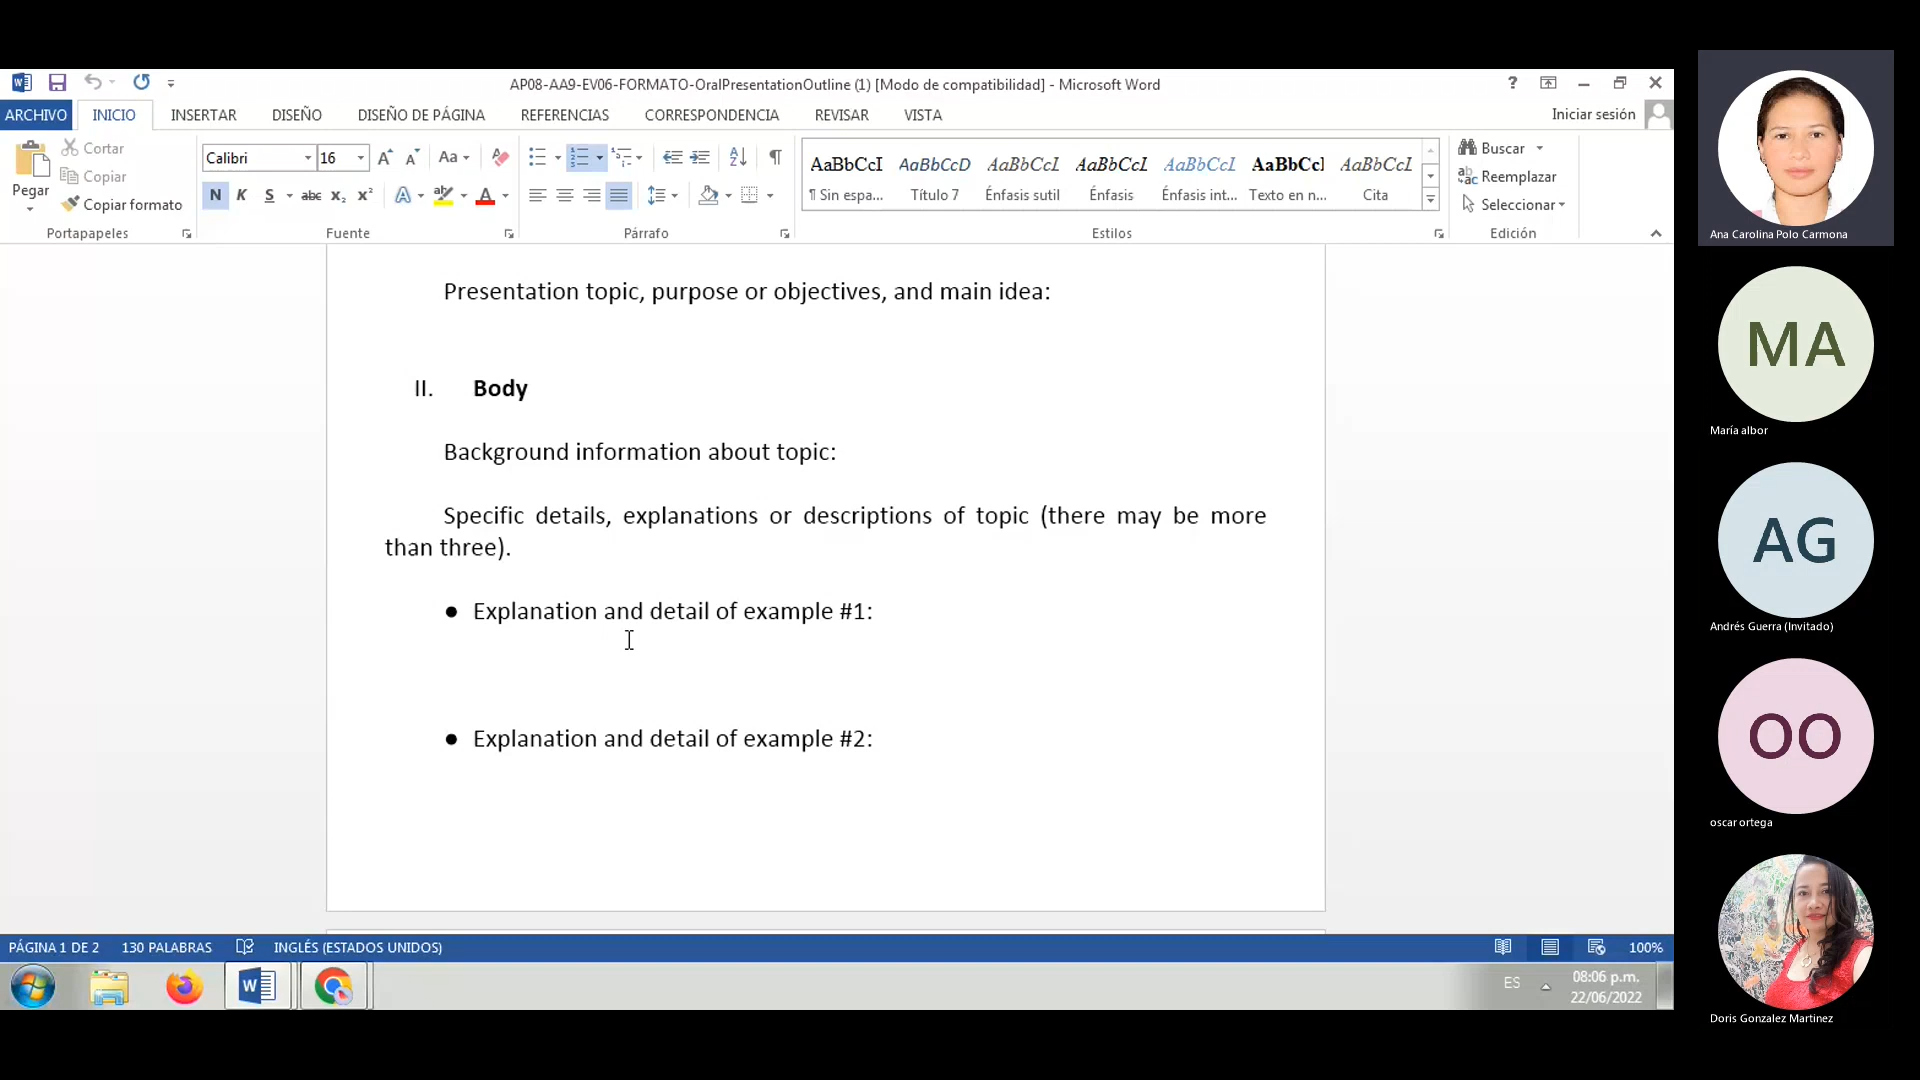 AP08-AA9-EV06-FORMATO-OralPresentationOutline (1) [Modo de compatibilidad] - Microsoft Word
ARCHIVO INICIO INSERTAR DISEÑO DISEÑO DE PÁGINA REFERENCIAS CORRESPONDENCIA REVISAR VISTA Iniciar sesión
Pegar
Cortar
Copiar
Copiar formato
Portapapeles
Calibri 16
Aa
N K S abc x₂ x² A ab A
Fuente
Párrafo
AaBbCcI AaBbCcD AaBbCcI AaBbCcI AaBbCcI AaBbCcI AaBbCcI
¶ Sin espa... Título 7 Énfasis sutil Énfasis Énfasis int... Texto en n... Cita
Estilos
Buscar
Reemplazar
Seleccionar
Edición
Presentation topic, purpose or objectives, and main idea:
II. Body
Background information about topic:
Specific details, explanations or descriptions of topic (there may be more
than three).
● Explanation and detail of example #1:
● Explanation and detail of example #2:
PÁGINA 1 DE 2 130 PALABRAS INGLÉS (ESTADOS UNIDOS) 100%
ES
08:06 p.m.
22/06/2022
Ana Carolina Polo Carmona
MA
María albor
AG
Andrés Guerra (Invitado)
OO
oscar ortega
Doris Gonzalez Martinez